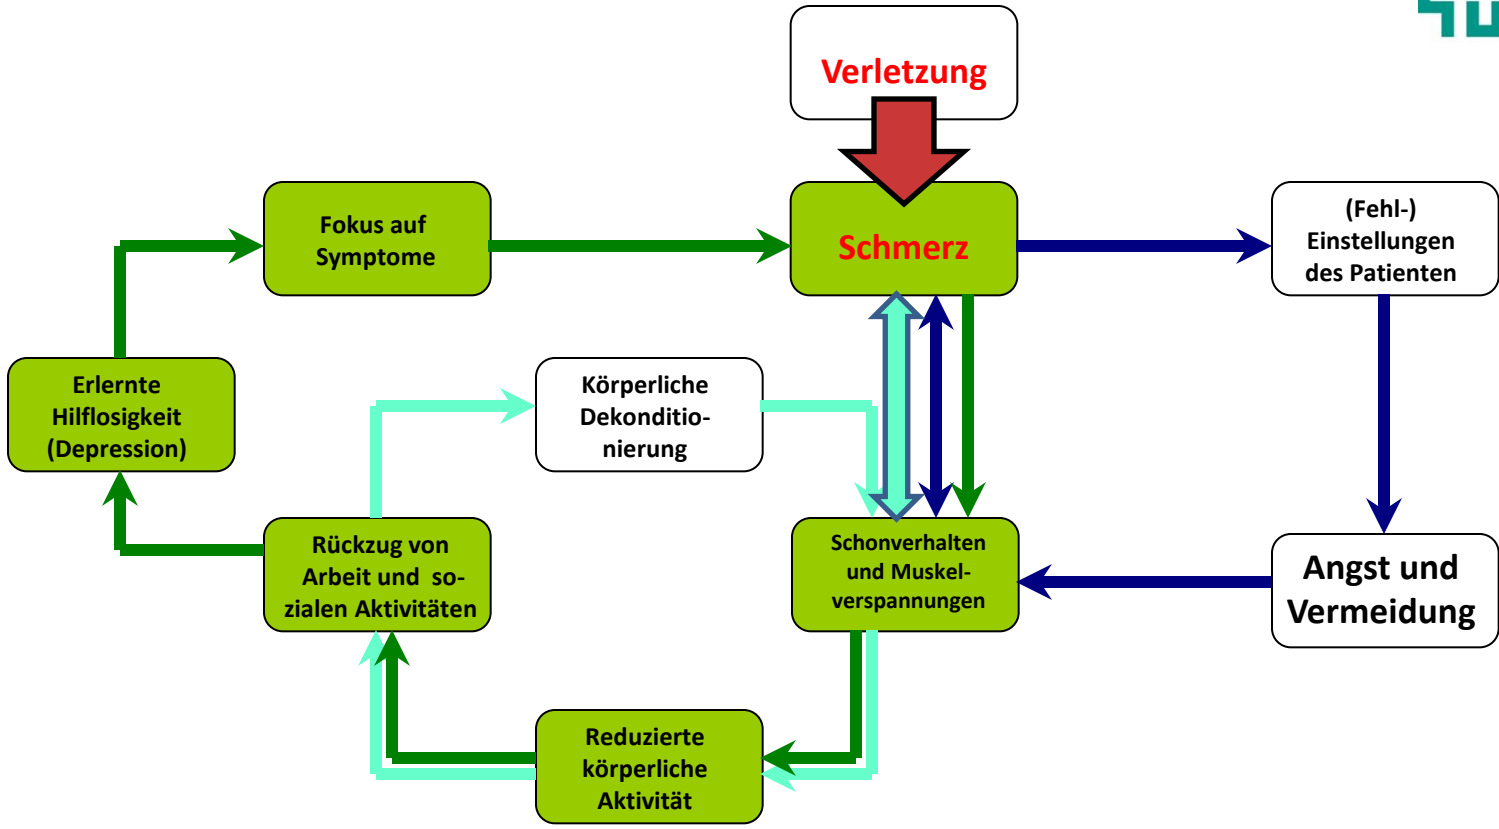 Verletzung
Fokus auf
Symptome
Schmerz
(Fehl-)
Einstellungen
des Patienten
Erlernte
Hilflosigkeit
(Depression)
Körperliche
Dekonditio-
nierung
Rückzug von
Arbeit und so-
zialen Aktivitäten
Schonverhalten
und Muskel-
verspannungen
Angst und
Vermeidung
Reduzierte
körperliche
Aktivität